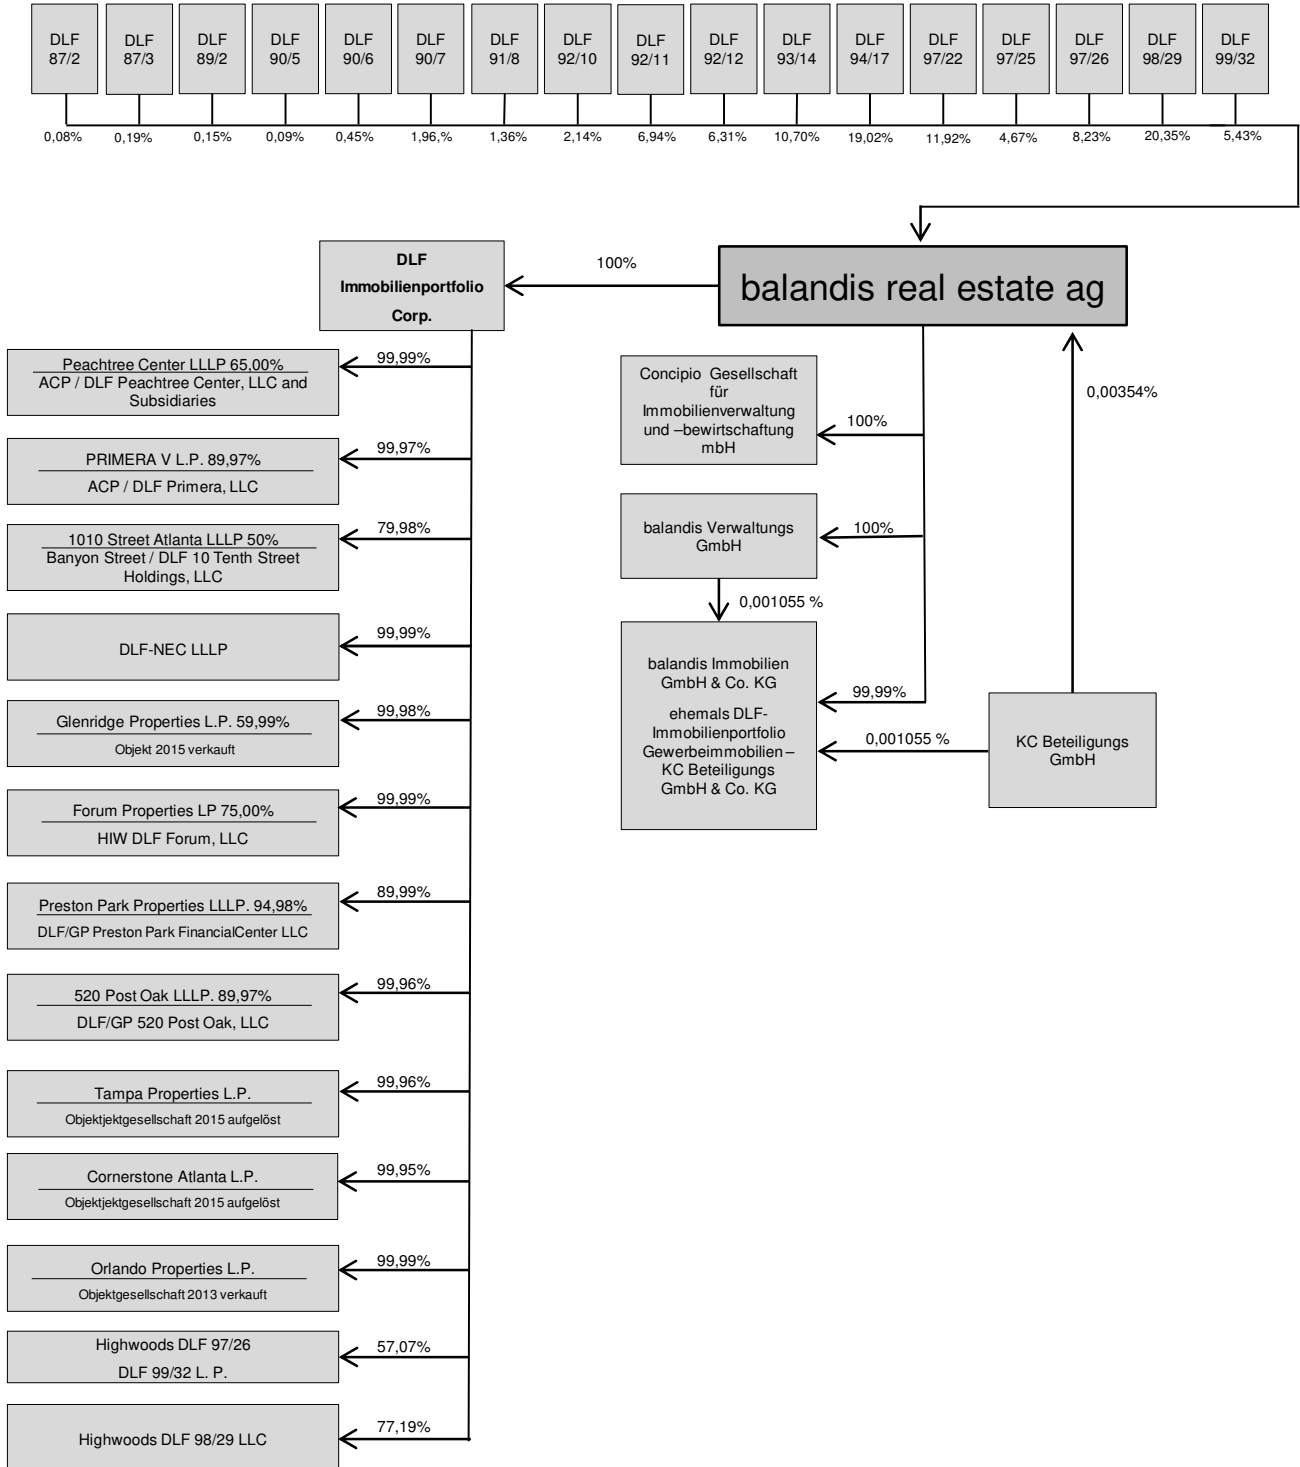 DLF
87/2
DLF
87/3
DLF
89/2
DLF
90/5
DLF
90/6
DLF
90/7
DLF
91/8
DLF
92/10
DLF
92/11
DLF
92/12
DLF
93/14
DLF
94/17
DLF
97/22
DLF
97/25
DLF
97/26
DLF
98/29
DLF
99/32
0,08%
0,19%
0,15%
0,09%
0,45%
1,96,%
1,36%
2,14%
6,94%
6,31%
10,70%
19,02%
11,92%
4,67%
8,23%
20,35%
5,43%
DLF
Immobilienportfolio
Corp.
100%
balandis real estate ag
Peachtree Center LLLP 65,00%
ACP / DLF Peachtree Center, LLC and
Subsidiaries
99,99%
PRIMERA V L.P. 89,97%
ACP / DLF Primera, LLC
99,97%
1010 Street Atlanta LLLP 50%
Banyon Street / DLF 10 Tenth Street
Holdings, LLC
79,98%
DLF-NEC LLLP
99,99%
Glenridge Properties L.P. 59,99%
Objekt 2015 verkauft
99,98%
Forum Properties LP 75,00%
HIW DLF Forum, LLC
99,99%
Preston Park Properties LLLP. 94,98%
DLF/GP Preston Park FinancialCenter LLC
89,99%
520 Post Oak LLLP. 89,97%
DLF/GP 520 Post Oak, LLC
99,96%
Tampa Properties L.P.
Objektjektgesellschaft 2015 aufgelöst
99,96%
Cornerstone Atlanta L.P.
Objektjektgesellschaft 2015 aufgelöst
99,95%
Orlando Properties L.P.
Objektgesellschaft 2013 verkauft
99,99%
Highwoods DLF 97/26
DLF 99/32 L. P.
57,07%
Highwoods DLF 98/29 LLC
77,19%
Concipio Gesellschaft
für
Immobilienverwaltung
und –bewirtschaftung
mbH
100%
balandis Verwaltungs
GmbH
100%
0,001055 %
balandis Immobilien
GmbH & Co. KG
ehemals DLF-
Immobilienportfolio
Gewerbeimmobilien –
KC Beteiligungs
GmbH & Co. KG
99,99%
0,001055 %
KC Beteiligungs
GmbH
0,00354%